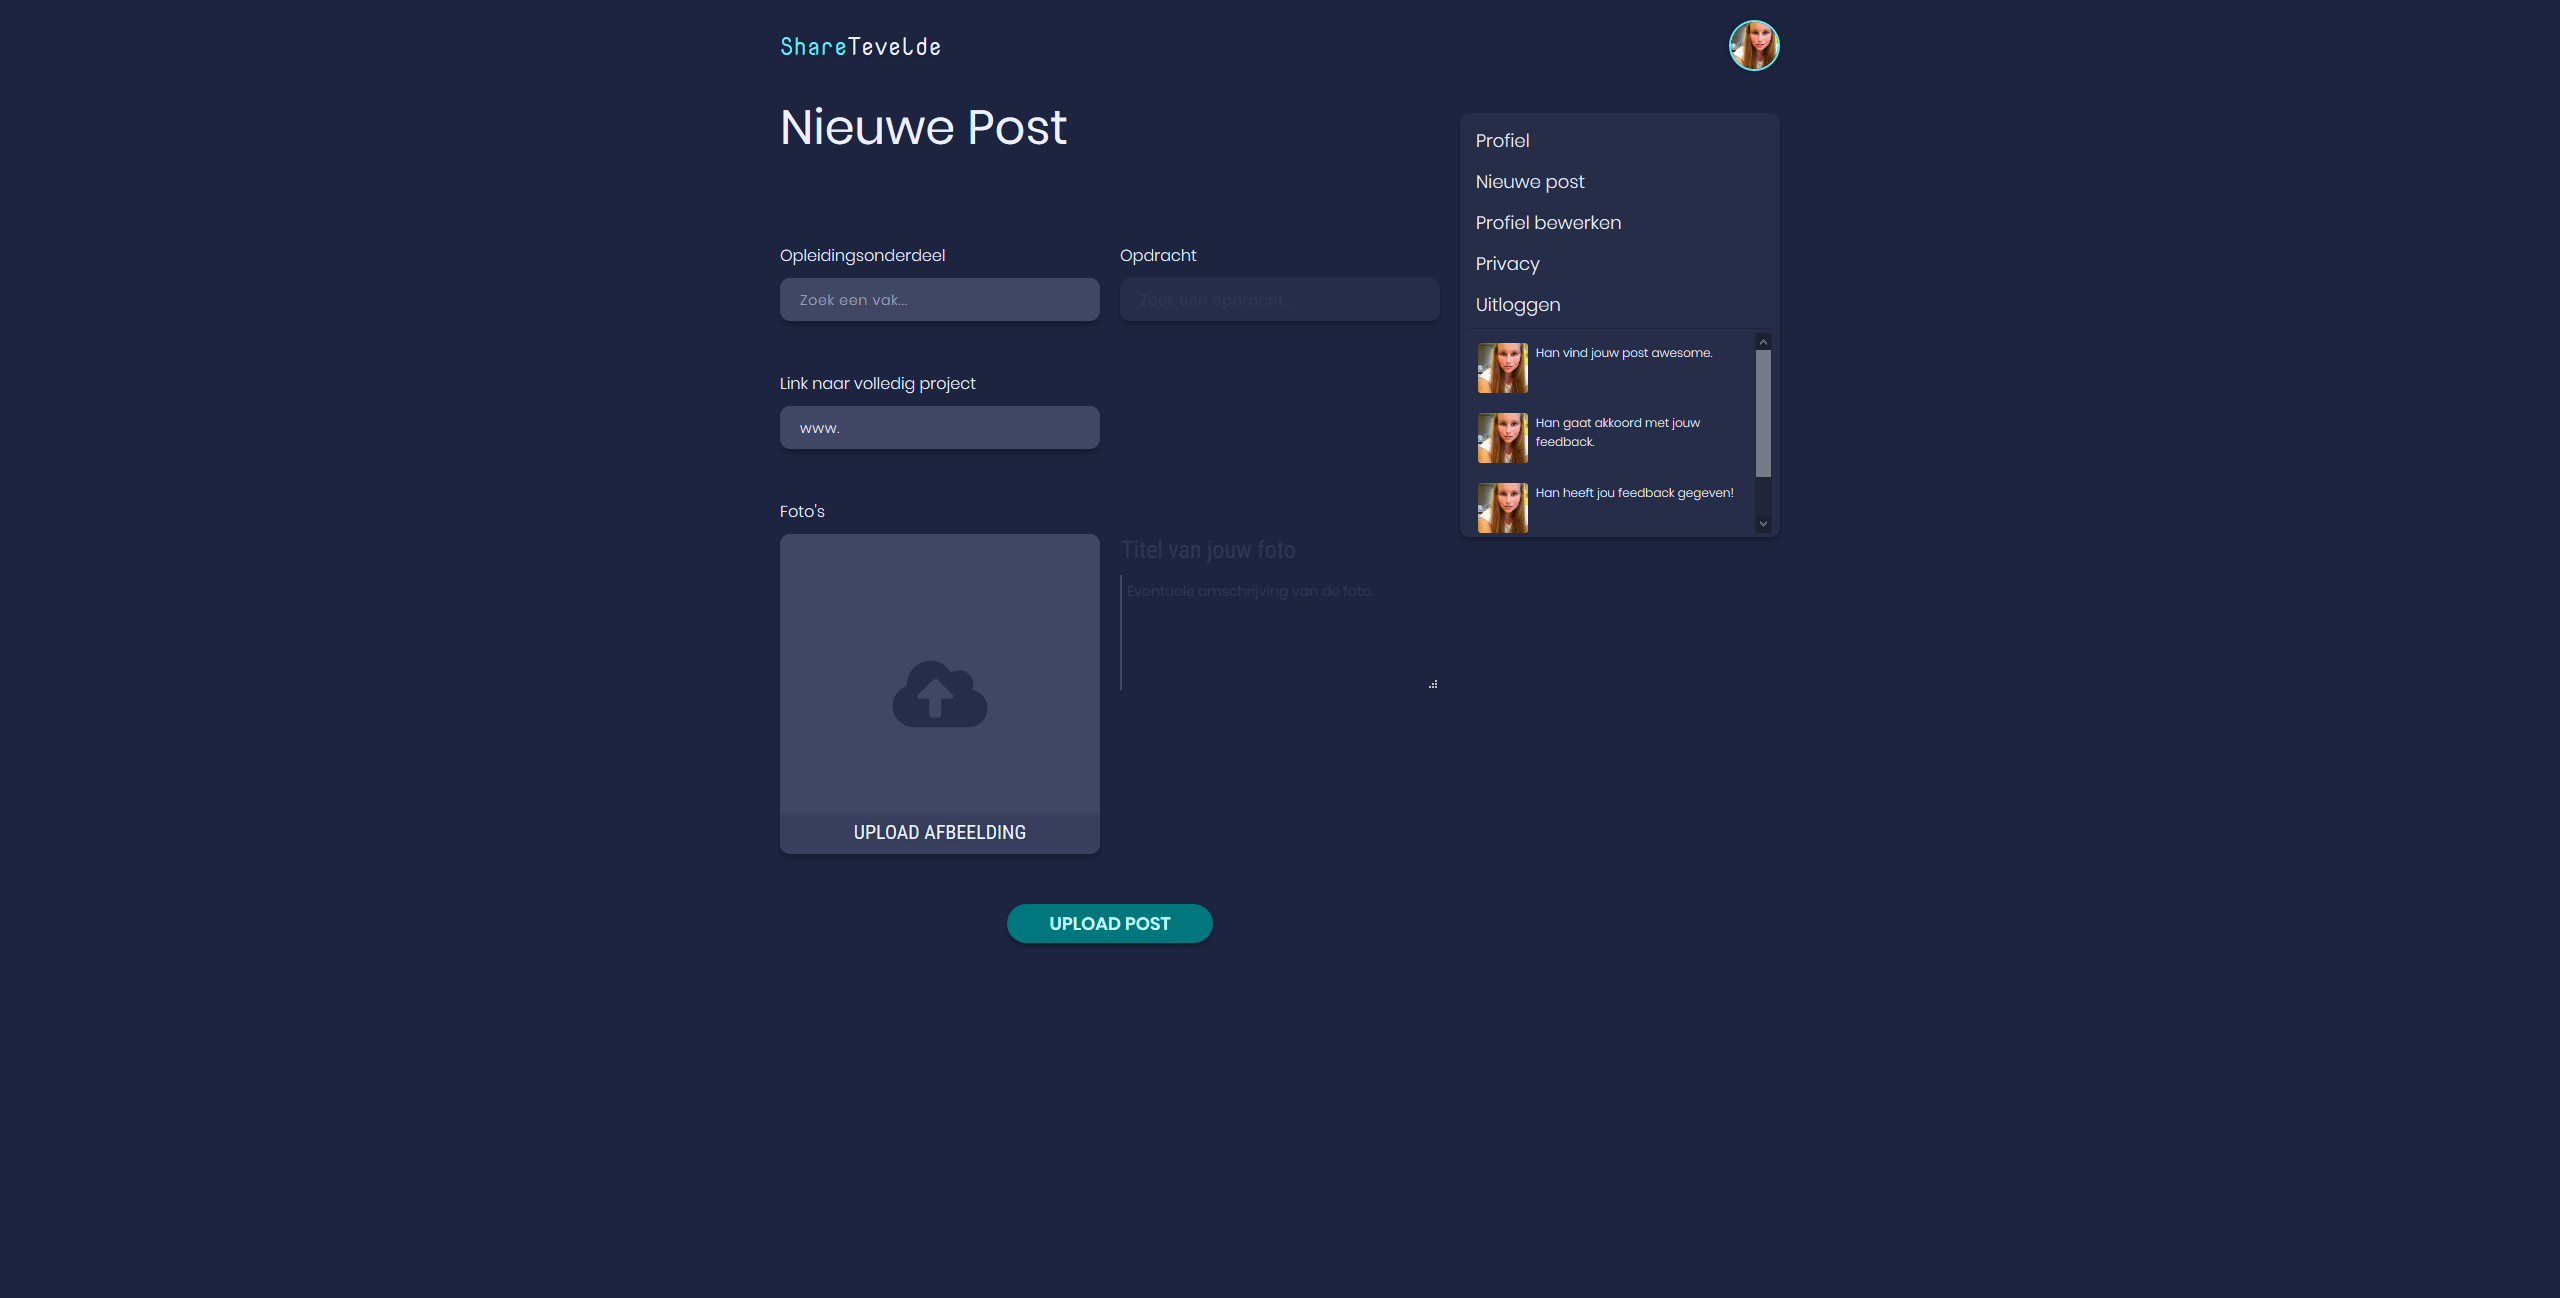 ShareTevelde
Nieuwe Post
Opleidingsonderdeel
Opdracht
Zoek een vak...
Zoek een opdracht...
Link naar volledig project
www.
Foto's
Titel van jouw foto
Eventuele omschrijving van de foto.
UPLOAD AFBEELDING
UPLOAD POST
Profiel
Nieuwe post
Profiel bewerken
Privacy
Uitloggen
Han vind jouw post awesome.
Han gaat akkoord met jouw
feedback.
Han heeft jou feedback gegeven!